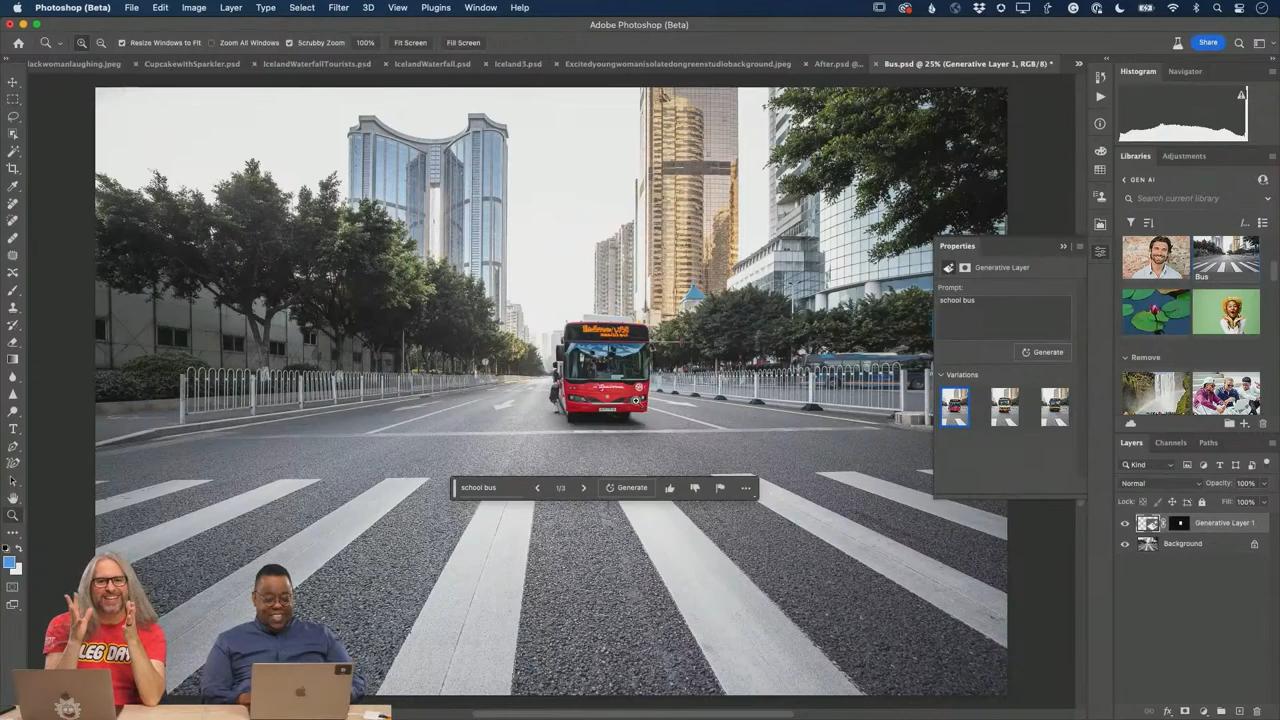 Photoshop (Beta) File Edit Image Layer Type Select Filter 3D View Plugins Window Help
Adobe Photoshop (Beta)
Resize Windows to Fit Zoom All Windows Scrubby Zoom 100% Fit Screen Fill Screen Share
lackwomanlaughing.jpeg CupcakewithSparkler.psd IcelandWaterfallTourists.psd IcelandWaterfall.psd Iceland3.psd Excitedyoungwomanisolatedongreenstudiobackground.jpeg After.psd @... Bus.psd @ 25% (Generative Layer 1, RGB/8) *
Histogram Navigator
Libraries Adjustments
GEN AI
Search current library
Bus
Properties
Generative Layer
Prompt:
school bus
Generate
Variations
Remove
school bus 1/3 Generate
Layers Channels Paths
Kind
Normal Opacity: 100%
Lock: Fill: 100%
Generative Layer 1
Background
LEG DAY